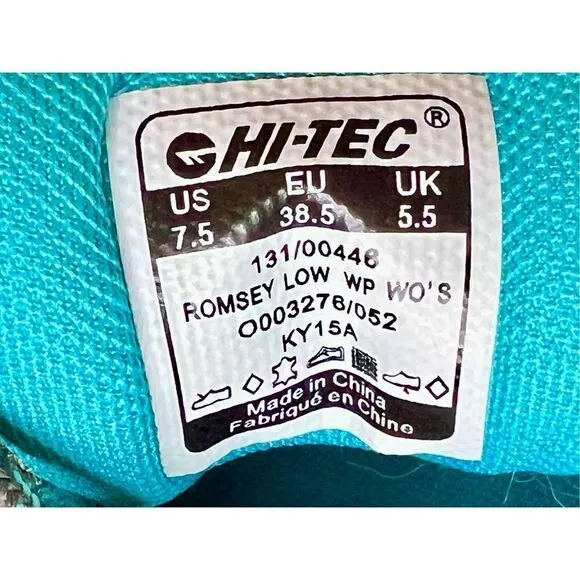 HI-TEC®
US EU UK
7.5 38.5 5.5
131/00446
ROMSEY LOW WP WO'S
O003276/052
KY15A
Made in China
Fabriqué en Chine